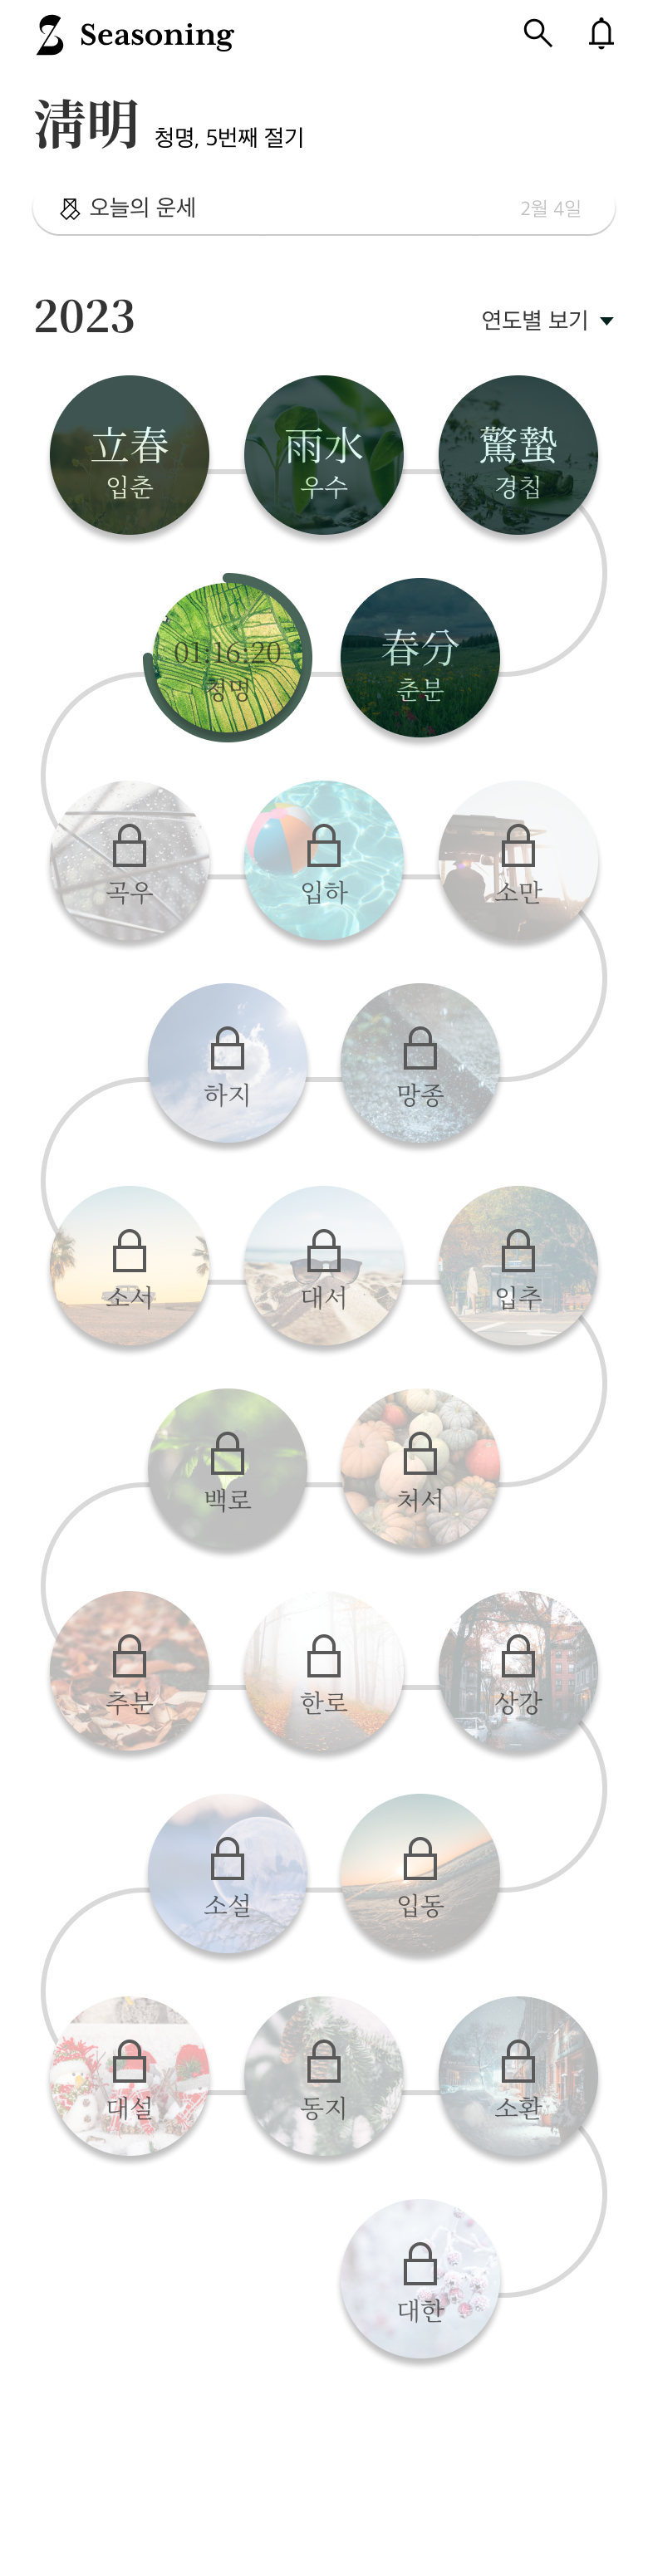 Seasoning
淸明 청명, 5번째 절기
오늘의 운세 2월 4일
2023 연도별 보기
立春 雨水 驚蟄
입춘 우수 경칩
01:16:20 春分
청명 춘분
곡우 입하 소만
하지 망종
소서 대서 입추
백로 처서
추분 한로 상강
소설 입동
대설 동지 소환
대한